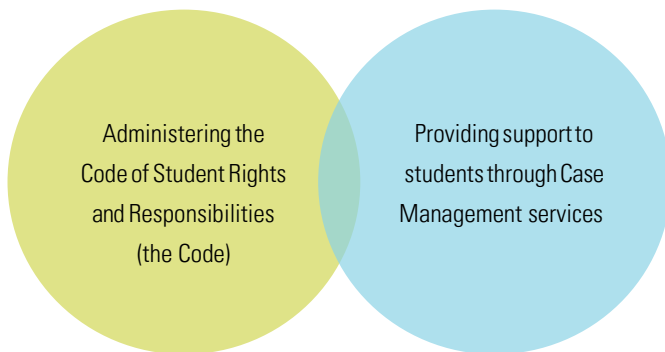 Administering the
Code of Student Rights
and Responsibilities
(the Code)
Providing support to
students through Case
Management services